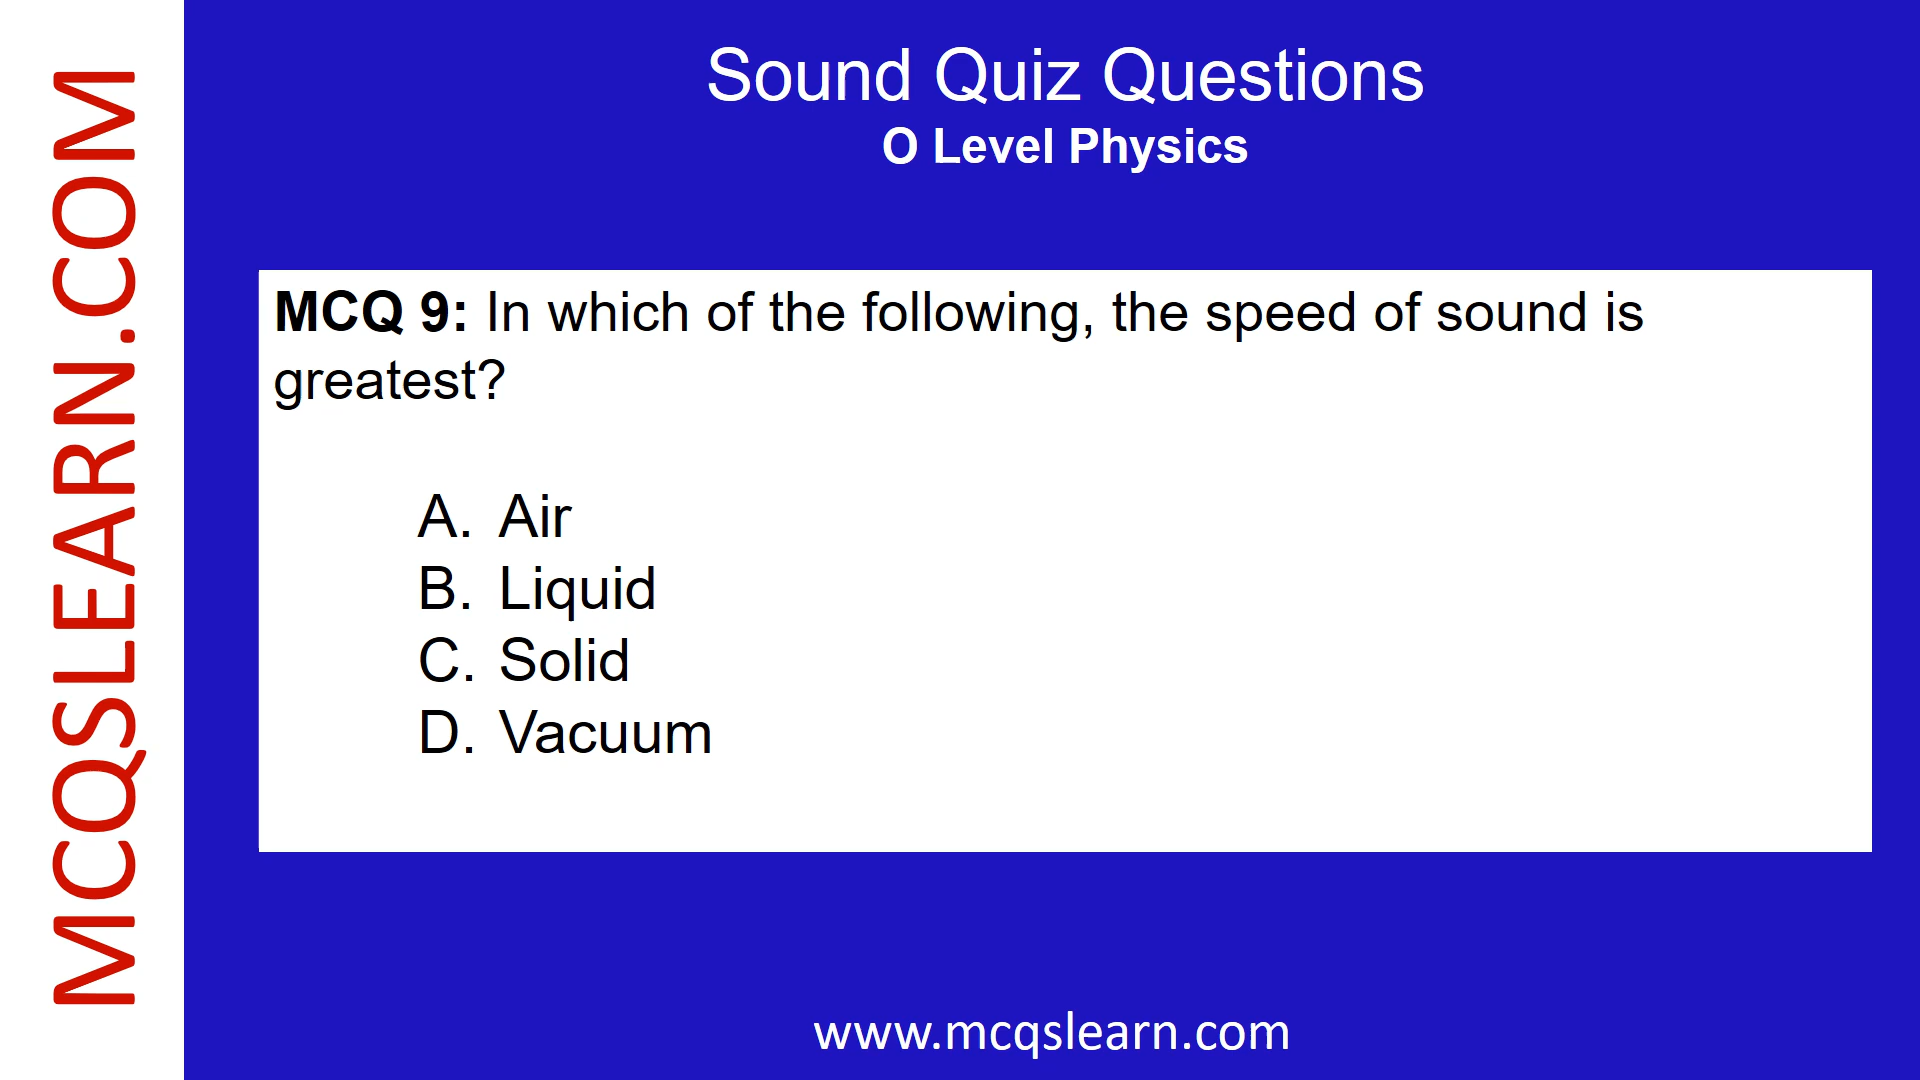 MCQSLEARN.COM
Sound Quiz Questions
O Level Physics
MCQ 9: In which of the following, the speed of sound is
greatest?
A. Air
B. Liquid
C. Solid
D. Vacuum
www.mcqslearn.com